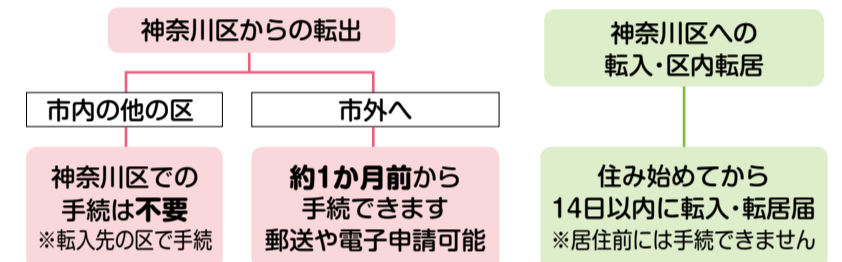 神奈川区からの転出
市内の他の区
神奈川区での
手続は不要
※転入先の区で手続
市外へ
約1か月前から
手続できます
郵送や電子申請可能
神奈川区への
転入・区内転居
住み始めてから
14日以内に転入・転居届
※居住前には手続できません